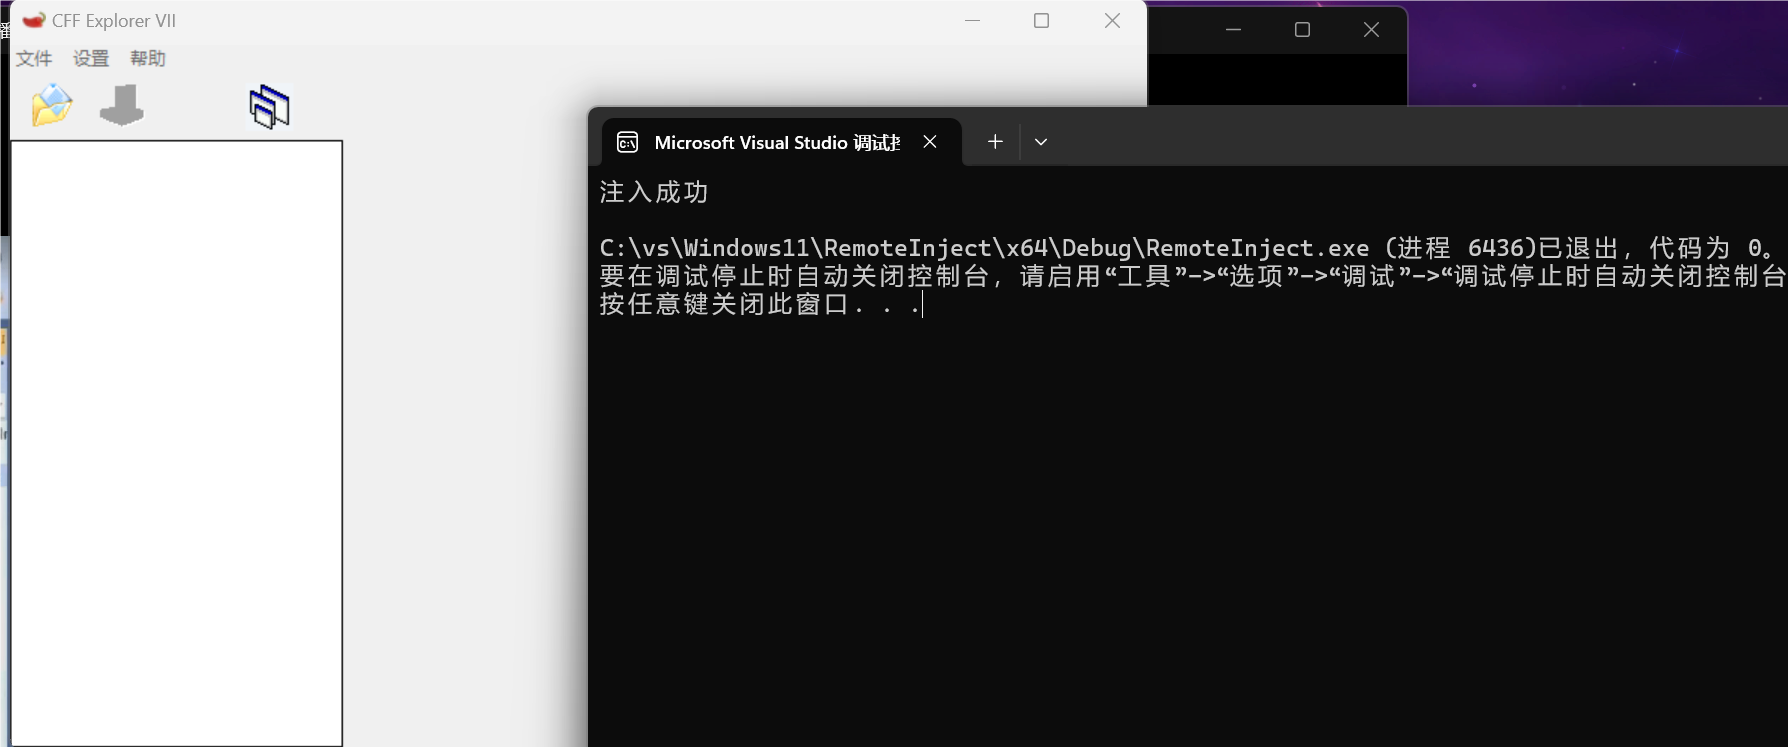 CFF Explorer VII
文件 设置 帮助
Microsoft Visual Studio 调试控
注入成功
C:\vs\Windows11\RemoteInject\x64\Debug\RemoteInject.exe (进程 6436)已退出，代码为 0。
要在调试停止时自动关闭控制台，请启用“工具”->“选项”->“调试”->“调试停止时自动关闭控制台
按任意键关闭此窗口. . .